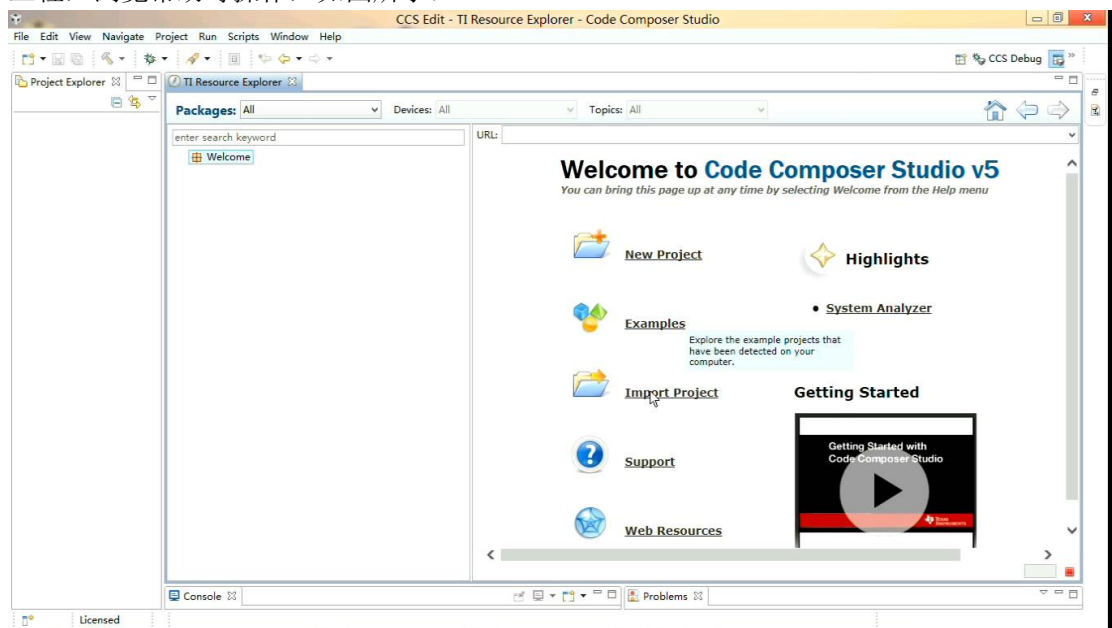 CCS Edit - TI Resource Explorer - Code Composer Studio
File Edit View Navigate Project Run Scripts Window Help
CCS Debug
Project Explorer
TI Resource Explorer
Packages: All Devices: All Topics: All
enter search keyword
URL:
Welcome
Welcome to Code Composer Studio v5
You can bring this page up at any time by selecting Welcome from the Help menu
New Project
Highlights
System Analyzer
Examples
Explore the example projects that
have been detected on your
computer.
Import Project
Getting Started
Getting Started with
Code Composer Studio
Support
TEXAS
INSTRUMENTS
Web Resources
Console
Problems
Licensed